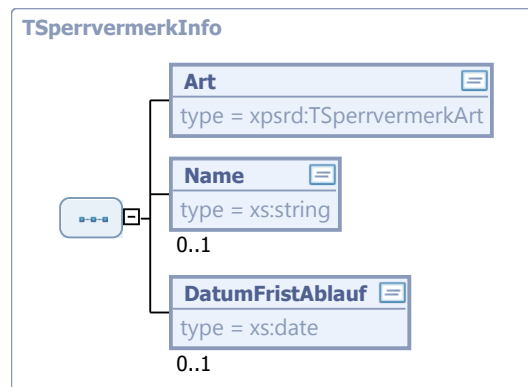 TSperrvermerkInfo
Art
type = xpsrd:TSperrvermerkArt
Name
type = xs:string
0..1
DatumFristAblauf
type = xs:date
0..1